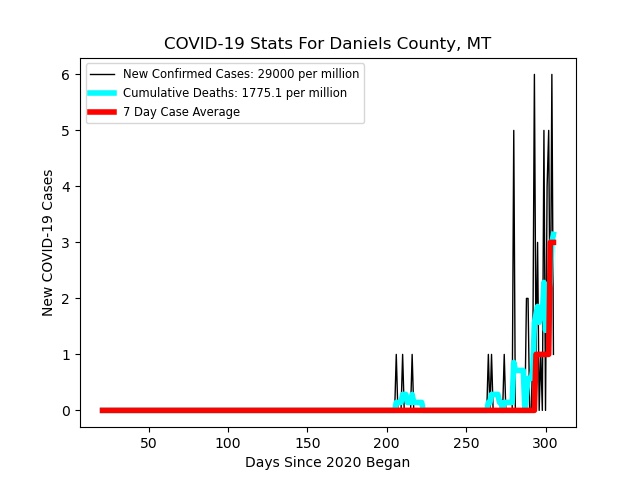 COVID-19 Stats For Daniels County, MT
New Confirmed Cases: 29000 per million
Cumulative Deaths: 1775.1 per million
7 Day Case Average
New COVID-19 Cases
6
5
4
3
2
1
0
50 100 150 200 250 300
Days Since 2020 Began